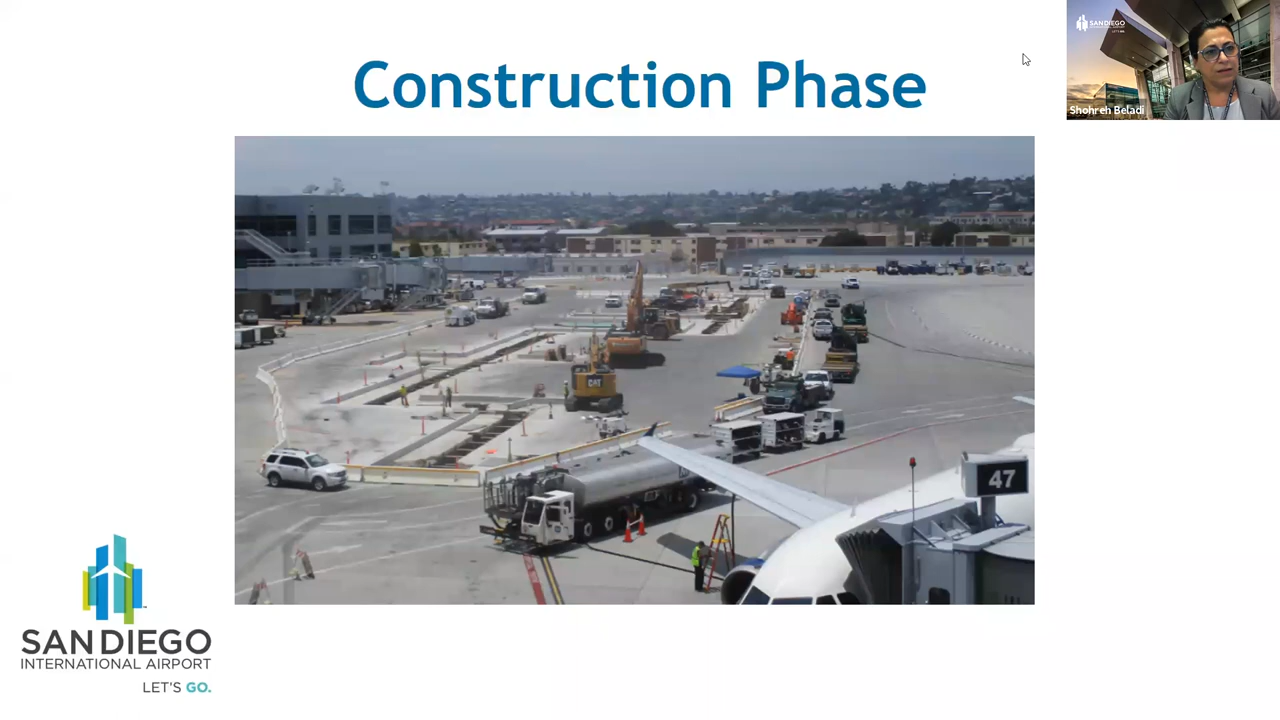 Construction Phase
SAN DIEGO
Shohreh Beladi
CAT
47
SAN DIEGO
INTERNATIONAL AIRPORT
LET'S GO.